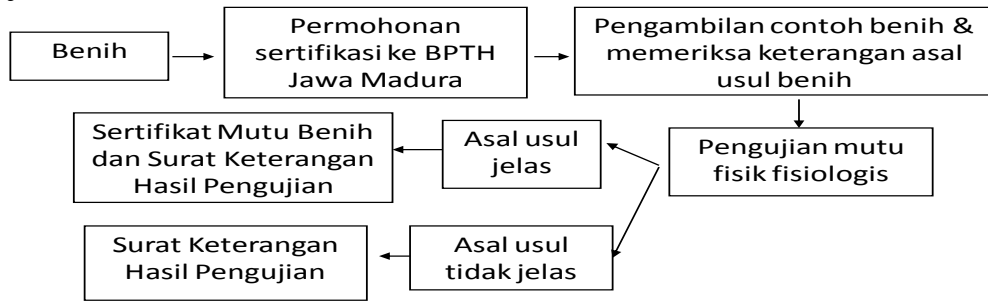 Benih
Permohonan
sertifikasi ke BPTH
Jawa Madura
Pengambilan contoh benih &
memeriksa keterangan asal
usul benih
Pengujian mutu
fisik fisiologis
Asal usul
jelas
Sertifikat Mutu Benih
dan Surat Keterangan
Hasil Pengujian
Asal usul
tidak jelas
Surat Keterangan
Hasil Pengujian